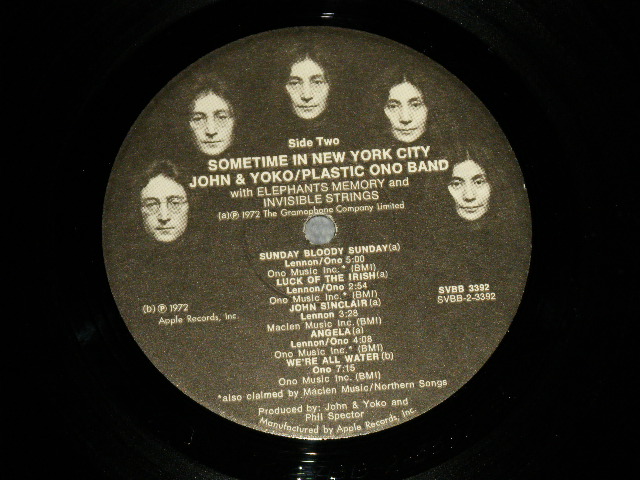 Side Two
SOMETIME IN NEW YORK CITY
JOHN & YOKO/PLASTIC ONO BAND
with ELEPHANTS MEMORY and
INVISIBLE STRINGS
(a)Ⓟ 1972 The Gramophone Company Limited
SUNDAY BLOODY SUNDAY(a)
Lennon/Ono 5:00
Ono Music Inc.* (BMI)
LUCK OF THE IRISH(a)
Lennon/Ono 2:54
Ono Music Inc.* (BMI)
JOHN SINCLAIR(a)
Lennon 3:28
Maclen Music Inc.(BMI)
ANGELA(a)
Lennon/Ono 4:08
Ono Music Inc.* (BMI)
WE'RE ALL WATER(b)
Ono 7:15
Ono Music Inc. (BMI)
SVBB 3392
SVBB-2-3392
(b) Ⓟ 1972
Apple Records, Inc.
*also claimed by Maclen Music/Northern Songs
Produced by: John & Yoko and
Phil Spector
Manufactured by Apple Records, Inc.